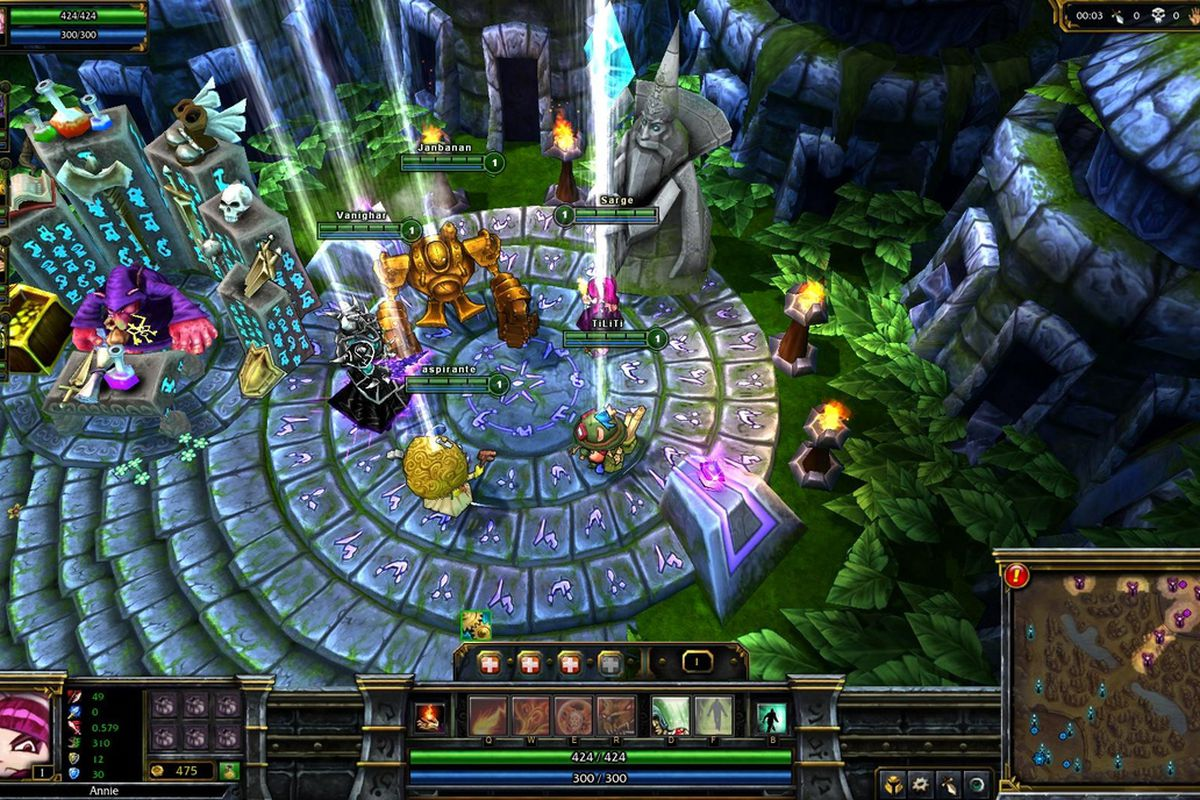 424/424
300/300
00:03 0 0
Janbanan
1
Vanighar
1
Sarge
1
TiLiTi
1
aspirante
1
1
49
0
0.579
310
12
30
475
1
Annie
Q W E R D F B
424 / 424
300 / 300
!